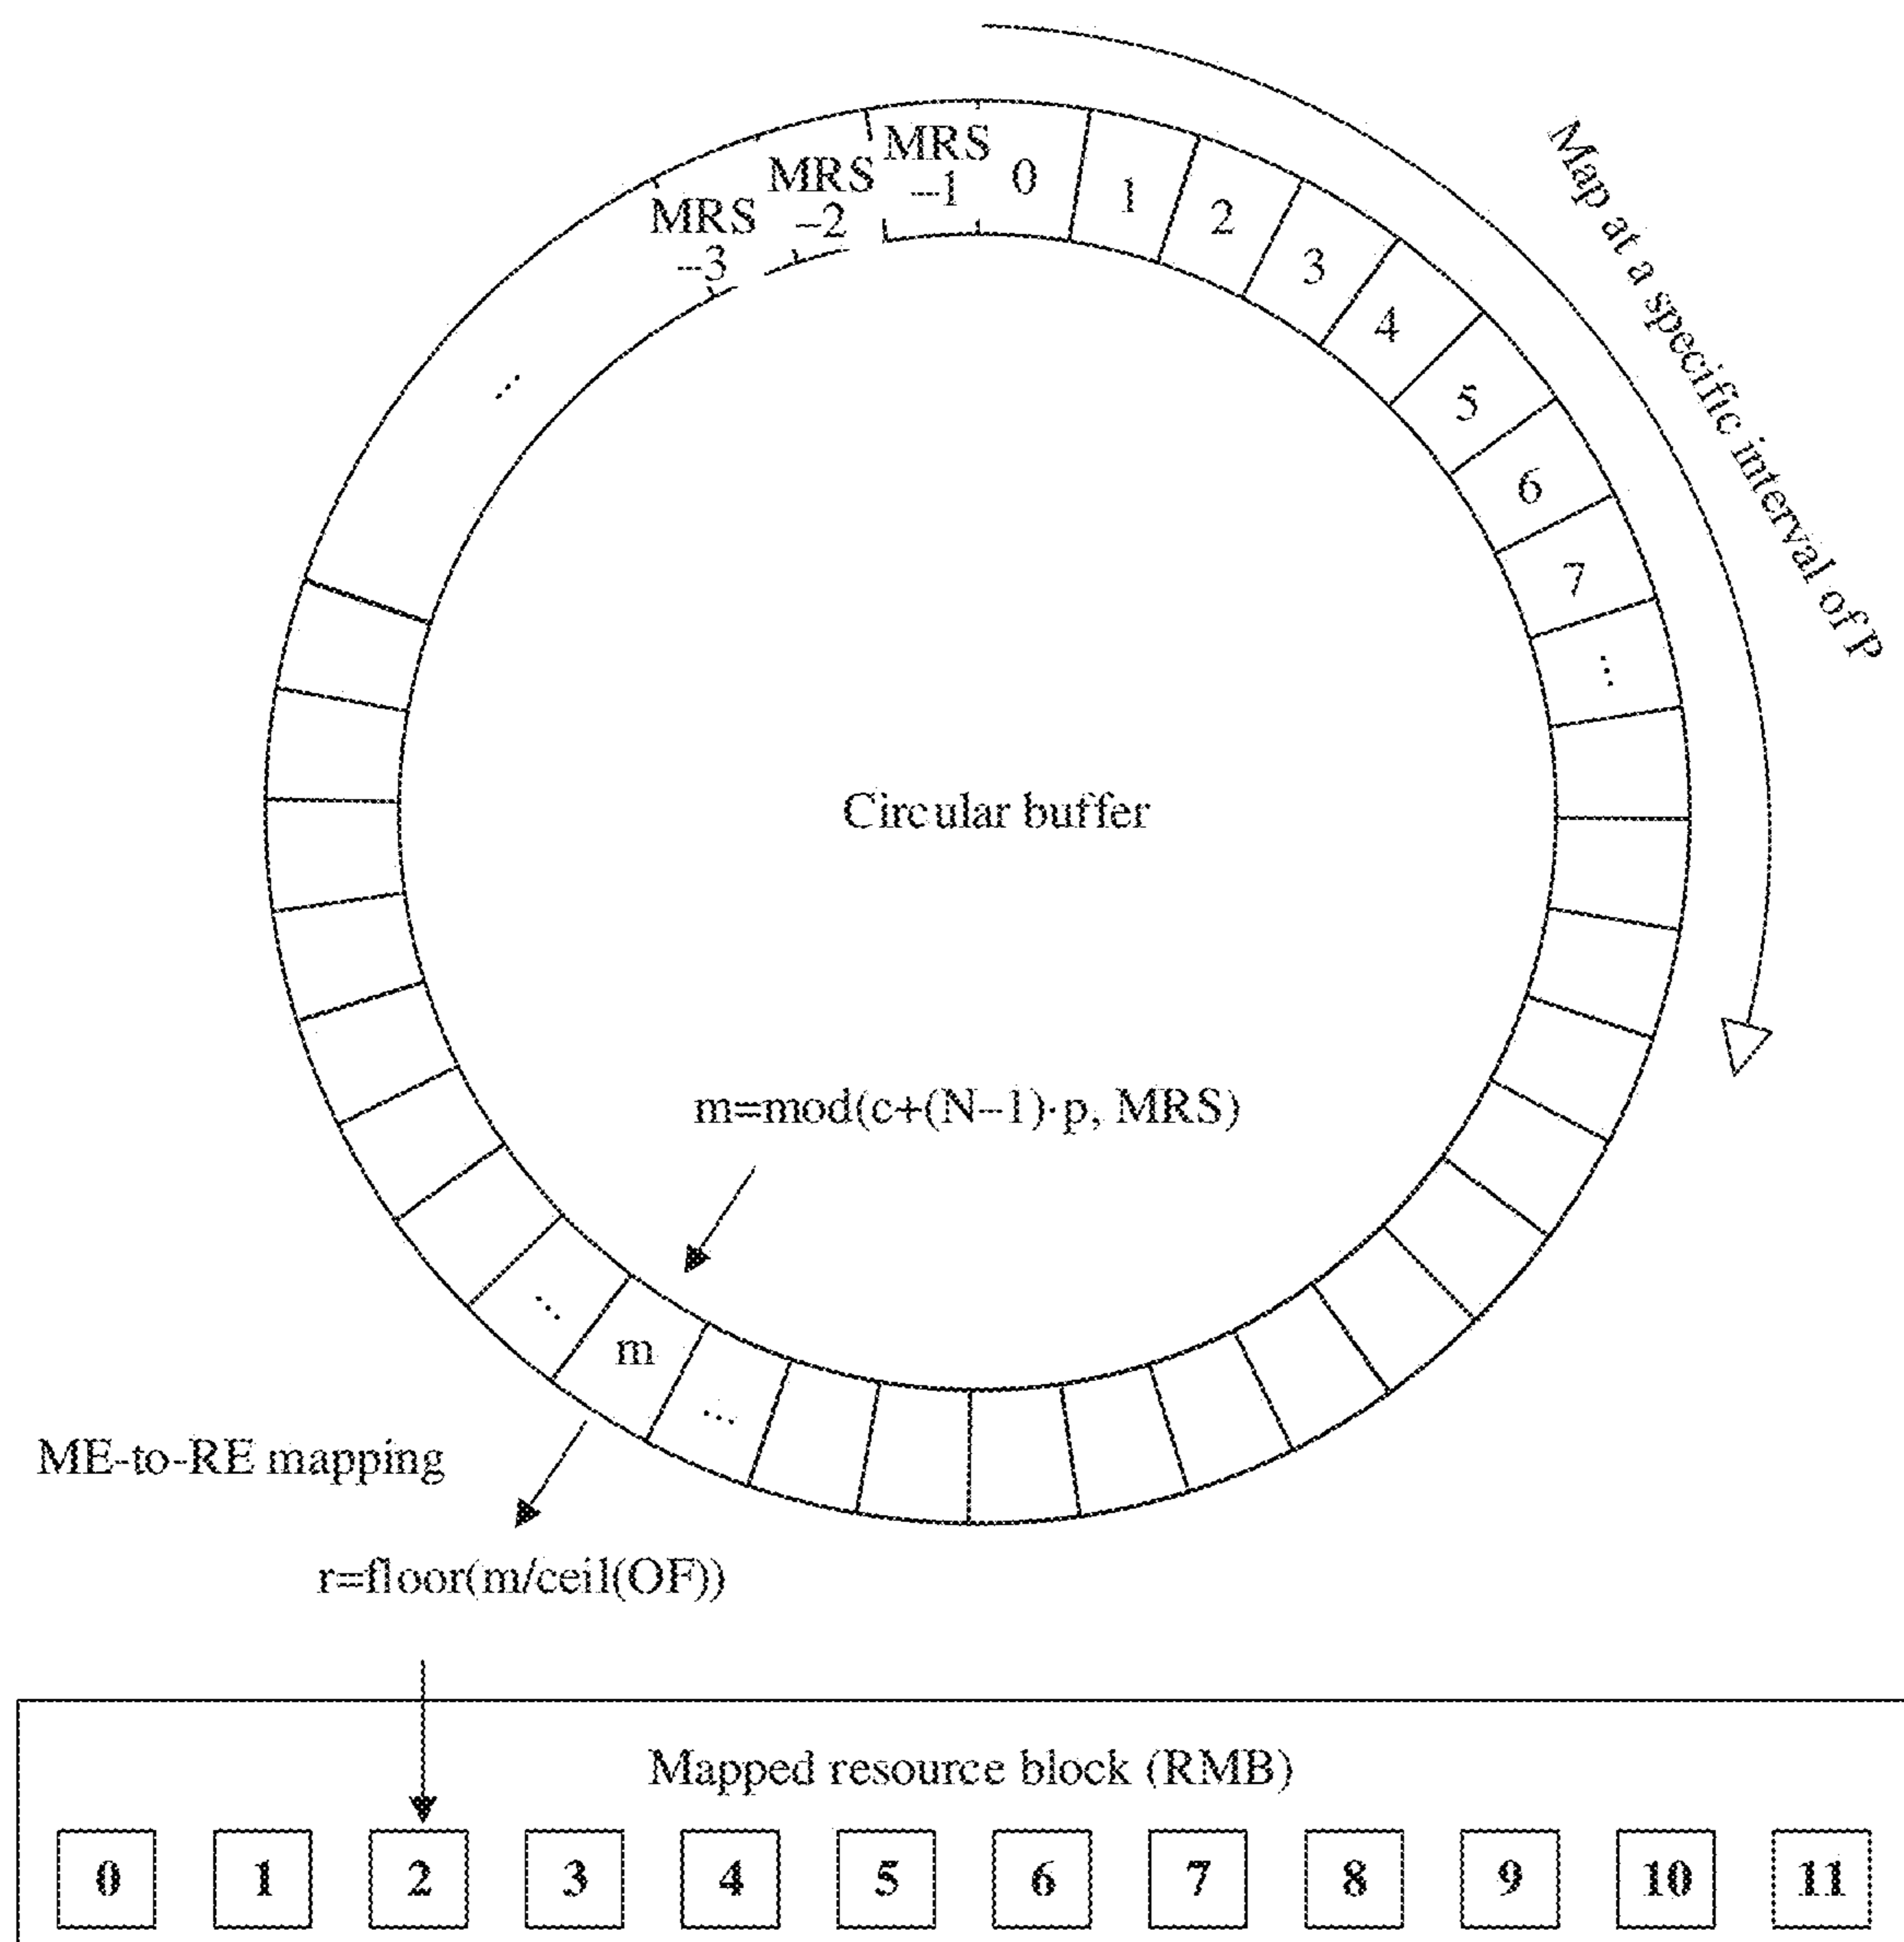 Map at a specific interval of P
MRS
–3
MRS
–2
MRS
–1
0
1
2
3
4
5
6
7
...
...
Circular buffer
m=mod(c+(N–1)·p, MRS)
...
m
...
ME-to-RE mapping
r=floor(m/ceil(OF))
Mapped resource block (RMB)
0 1 2 3 4 5 6 7 8 9 10 11